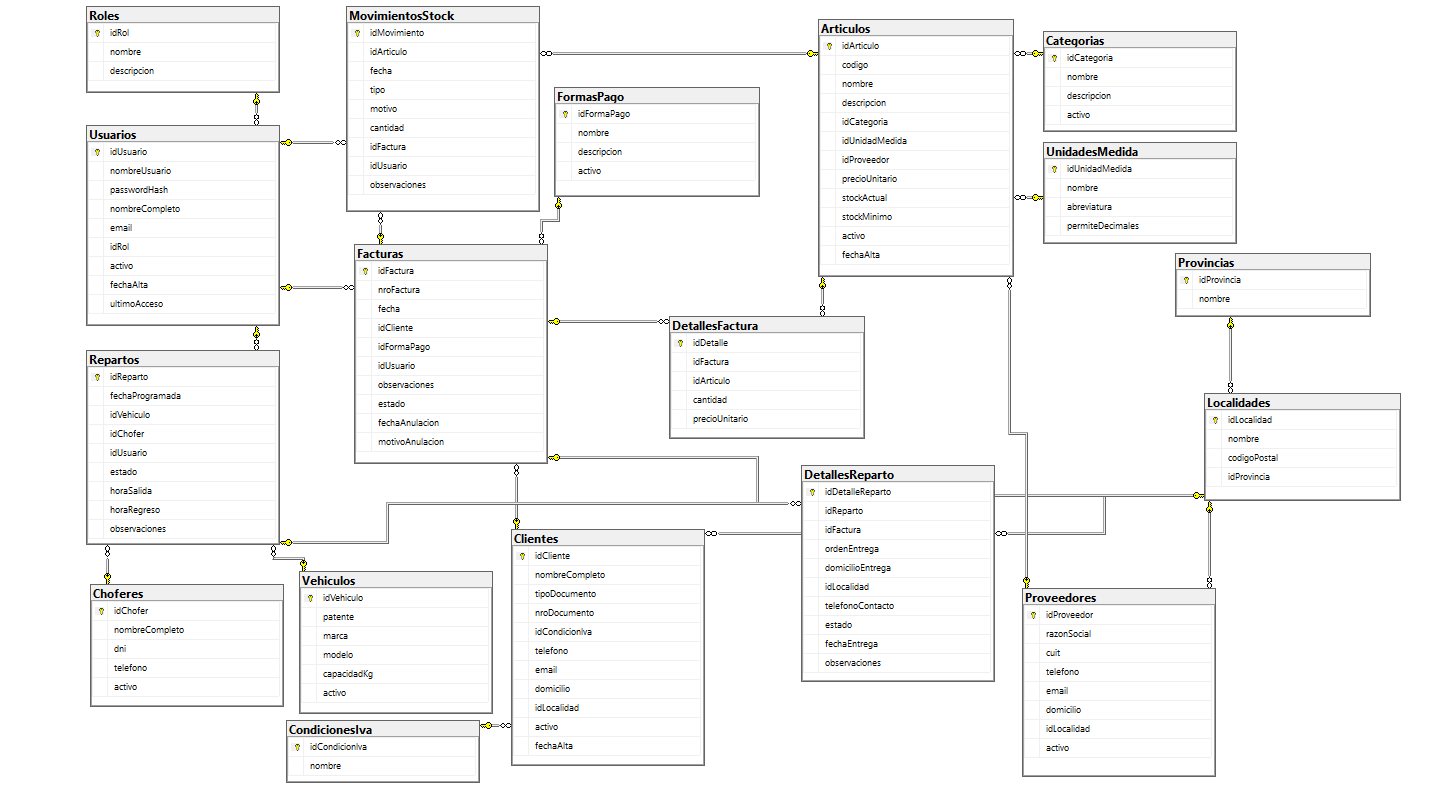 Roles
idRol
nombre
descripcion
Usuarios
idUsuario
nombreUsuario
passwordHash
nombreCompleto
email
idRol
activo
fechaAlta
ultimoAcceso
Repartos
idReparto
fechaProgramada
idVehiculo
idChofer
idUsuario
estado
horaSalida
horaRegreso
observaciones
Choferes
idChofer
nombreCompleto
dni
telefono
activo
MovimientosStock
idMovimiento
idArticulo
fecha
tipo
motivo
cantidad
idFactura
idUsuario
observaciones
FormasPago
idFormaPago
nombre
descripcion
activo
Facturas
idFactura
nroFactura
fecha
idCliente
idFormaPago
idUsuario
observaciones
estado
fechaAnulacion
motivoAnulacion
Vehiculos
idVehiculo
patente
marca
modelo
capacidadKg
activo
CondicionesIva
idCondicionIva
nombre
Clientes
idCliente
nombreCompleto
tipoDocumento
nroDocumento
idCondicionIva
telefono
email
domicilio
idLocalidad
activo
fechaAlta
DetallesFactura
idDetalle
idFactura
idArticulo
cantidad
precioUnitario
Articulos
idArticulo
codigo
nombre
descripcion
idCategoria
idUnidadMedida
idProveedor
precioUnitario
stockActual
stockMinimo
activo
fechaAlta
DetallesReparto
idDetalleReparto
idReparto
idFactura
ordenEntrega
domicilioEntrega
idLocalidad
telefonoContacto
estado
fechaEntrega
observaciones
Categorias
idCategoria
nombre
descripcion
activo
UnidadesMedida
idUnidadMedida
nombre
abreviatura
permiteDecimales
Provincias
idProvincia
nombre
Localidades
idLocalidad
nombre
codigoPostal
idProvincia
Proveedores
idProveedor
razonSocial
cuit
telefono
email
domicilio
idLocalidad
activo